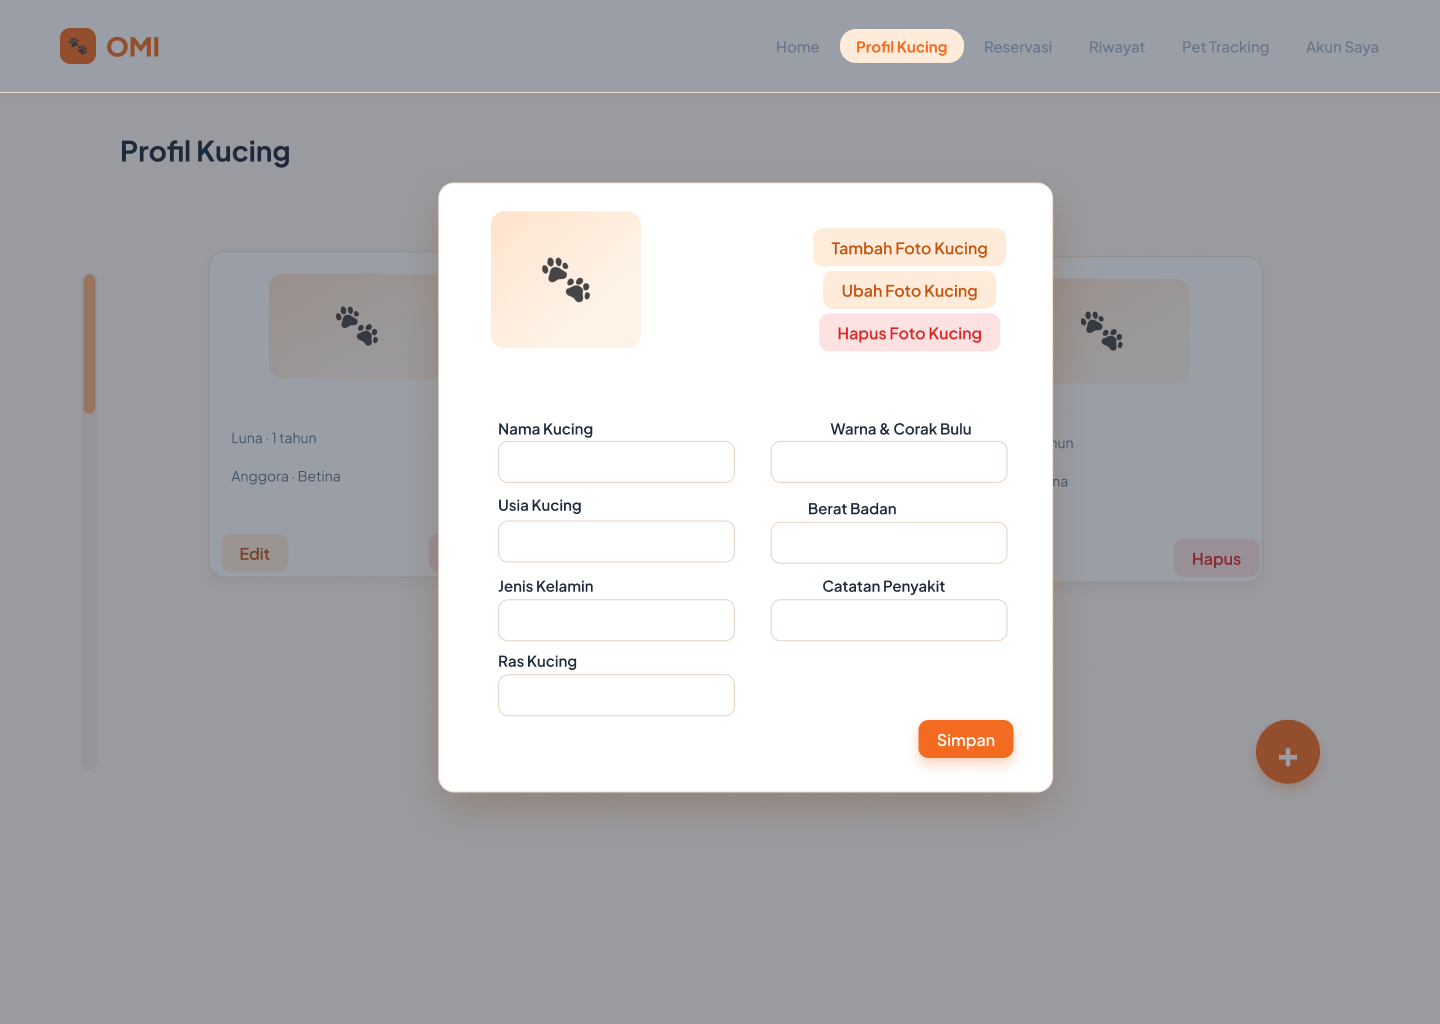 OMI
Home
Profil Kucing
Reservasi
Riwayat
Pet Tracking
Akun Saya
Profil Kucing
Tambah Foto Kucing
Ubah Foto Kucing
Hapus Foto Kucing
Nama Kucing
Warna & Corak Bulu
Usia Kucing
Berat Badan
Jenis Kelamin
Catatan Penyakit
Ras Kucing
Simpan
Luna · 1 tahun
Anggora · Betina
Edit
Hapus
+